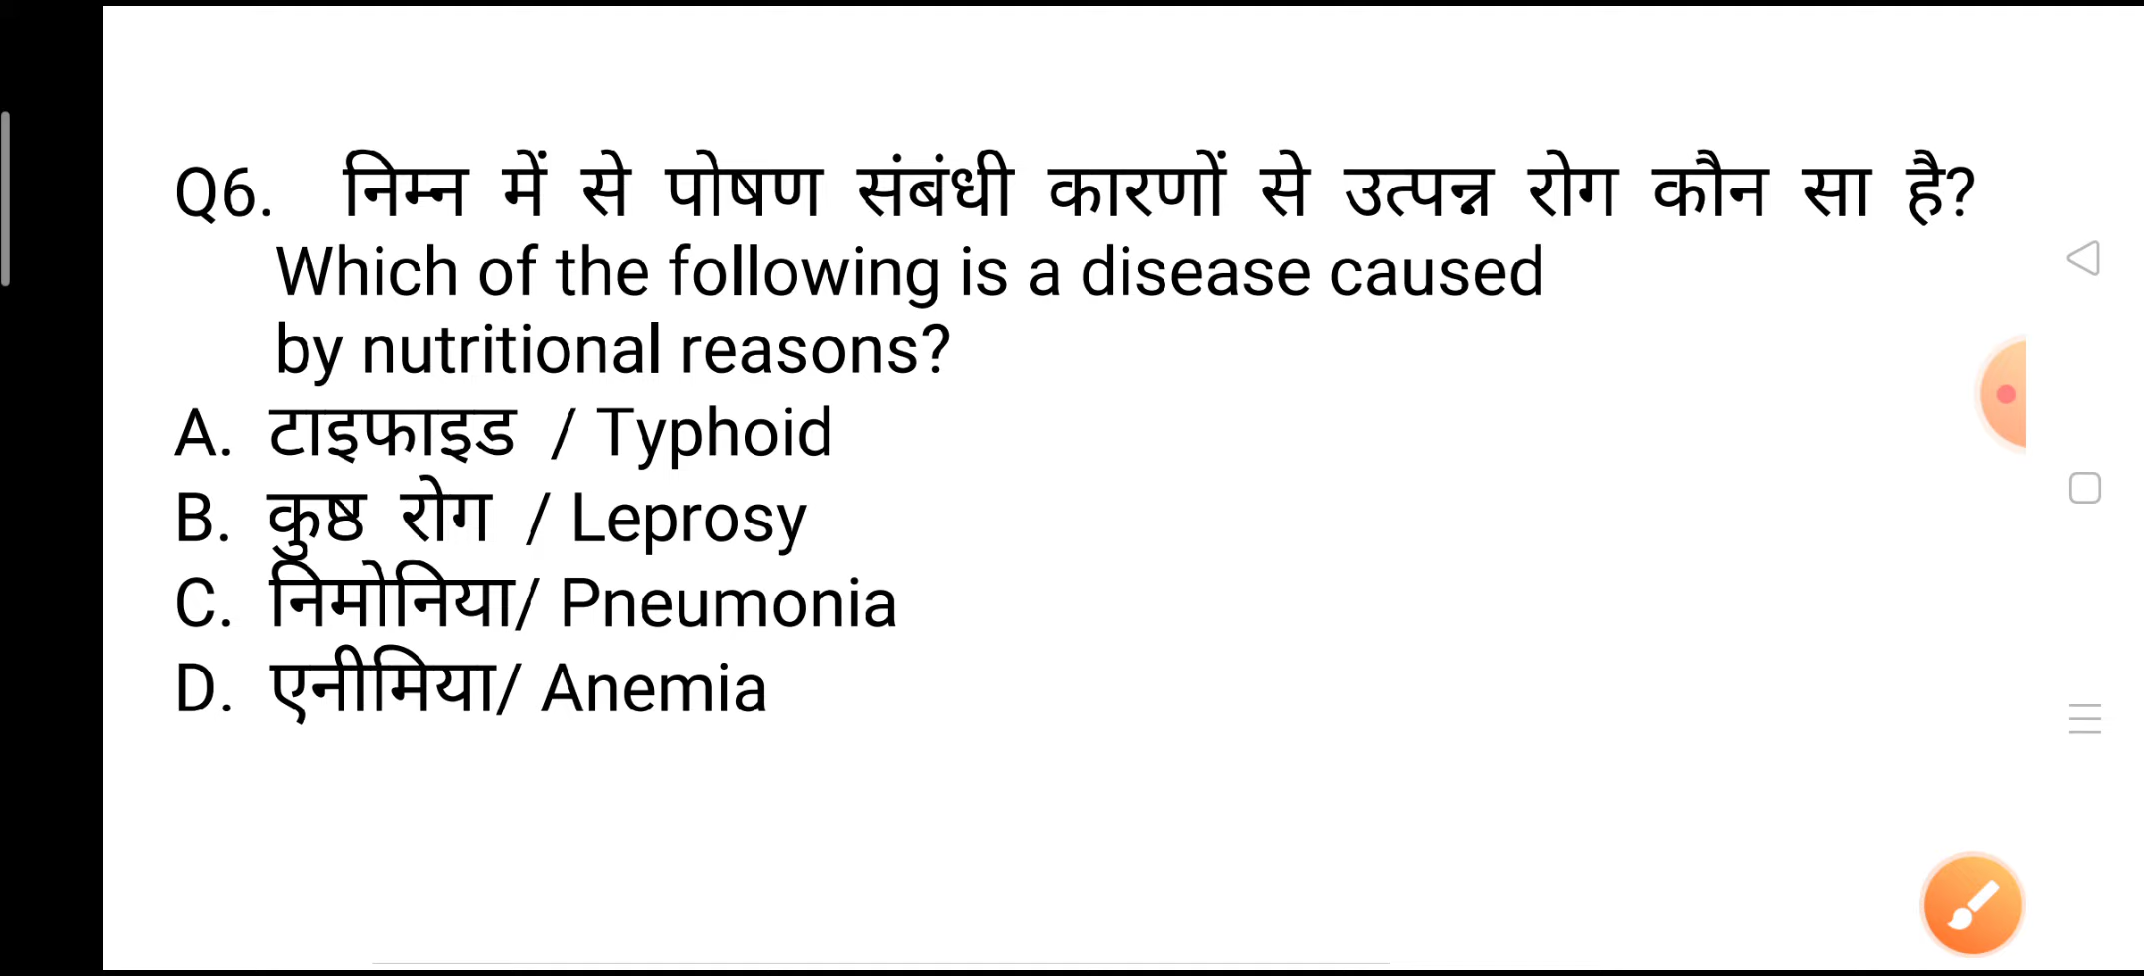 Q6. निम्न में से पोषण संबंधी कारणों से उत्पन्न रोग कौन सा है?
Which of the following is a disease caused
by nutritional reasons?
A. टाइफाइड / Typhoid
B. कुष्ठ रोग / Leprosy
C. निमोनिया/ Pneumonia
D. एनीमिया/ Anemia